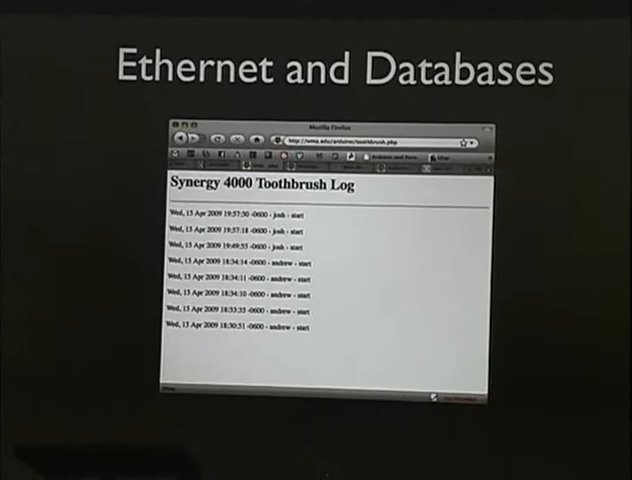 Ethernet and Databases
Mozilla Firefox
Synergy 4000 Toothbrush Log
Wed, 15 Apr 2009 19:57:50 -0600 - josh - start
Wed, 15 Apr 2009 19:57:18 -0600 - josh - start
Wed, 15 Apr 2009 19:49:55 -0600 - josh - start
Wed, 15 Apr 2009 18:34:14 -0600 - andrew - start
Wed, 15 Apr 2009 18:34:11 -0600 - andrew - start
Wed, 15 Apr 2009 18:34:10 -0600 - andrew - start
Wed, 15 Apr 2009 18:33:33 -0600 - andrew - start
Wed, 15 Apr 2009 18:30:51 -0600 - andrew - start